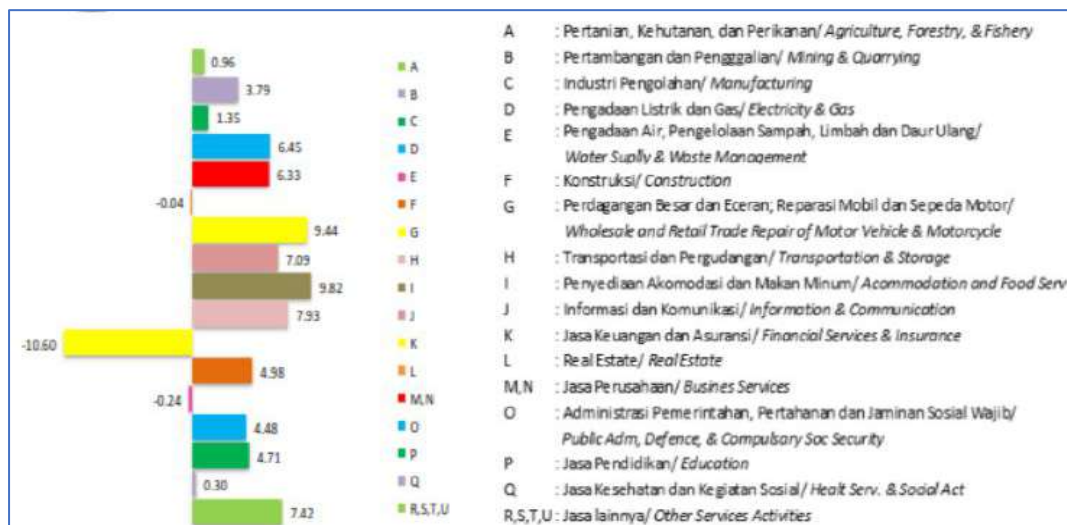 0.96
3.79
1.35
6.45
6.33
-0.04
9.44
7.09
9.82
7.93
-10.60
4.98
-0.24
4.48
4.71
0.30
7.42
A
B
C
D
E
F
G
H
I
J
K
L
M,N
O
P
Q
R,S,T,U
A : Pertanian, Kehutanan, dan Perikanan/ Agriculture, Forestry, & Fishery
B : Pertambangan dan Pengggalian/ Mining & Quarrying
C : Industri Pengolahan/ Manufacturing
D : Pengadaan Listrik dan Gas/ Electricity & Gas
E : Pengadaan Air, Pengelolaan Sampah, Limbah dan Daur Ulang/
Water Suplly & Waste Management
F : Konstruksi/ Construction
G : Perdagangan Besar dan Eceran; Reparasi Mobil dan Sepeda Motor/
Wholesale and Retail Trade Repair of Motor Vehicle & Motorcycle
H : Transportasi dan Pergudangan/ Transportation & Storage
I : Penyediaan Akomodasi dan Makan Minum/ Acommodation and Food Serv
J : Informasi dan Komunikasi/ Information & Communication
K : Jasa Keuangan dan Asuransi/ Financial Services & Insurance
L : Real Estate/ Real Estate
M,N : Jasa Perusahaan/ Busines Services
O : Administrasi Pemerintahan, Pertahanan dan Jaminan Sosial Wajib/
Public Adm, Defence, & Compulsary Soc Security
P : Jasa Pendidikan/ Education
Q : Jasa Kesehatan dan Kegiatan Sosial/ Healt Serv. & Social Act
R,S,T,U : Jasa lainnya/ Other Services Activities